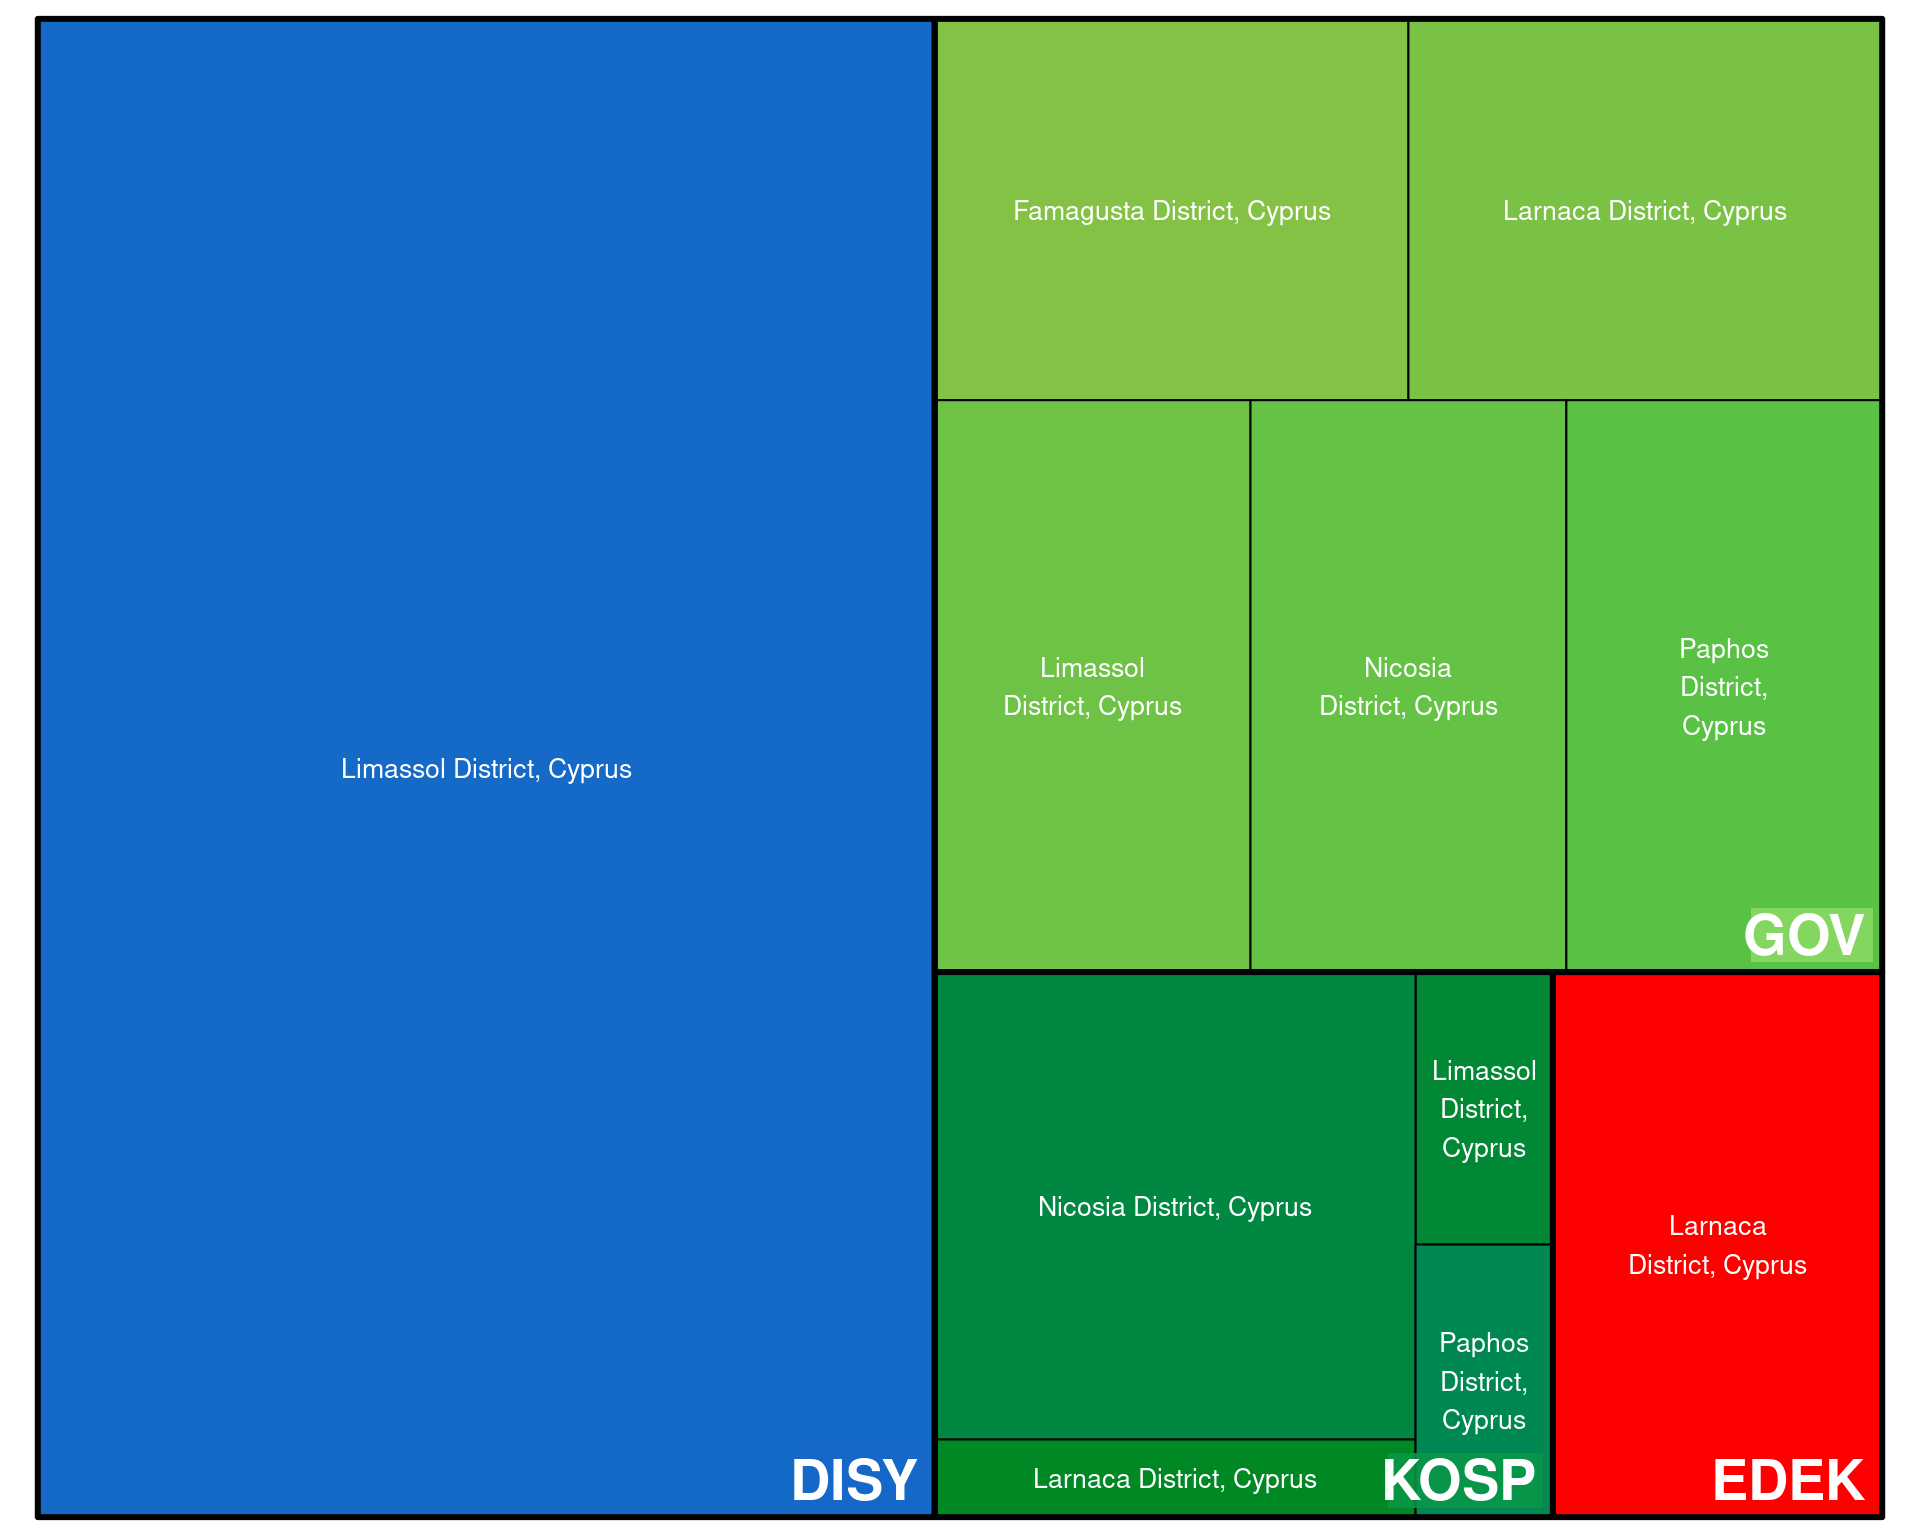 Limassol District, Cyprus
DISY
Famagusta District, Cyprus
Larnaca District, Cyprus
Limassol
District, Cyprus
Nicosia
District, Cyprus
Paphos
District,
Cyprus
GOV
Nicosia District, Cyprus
Limassol
District,
Cyprus
Paphos
District,
Cyprus
Larnaca District, Cyprus
KOSP
Larnaca
District, Cyprus
EDEK